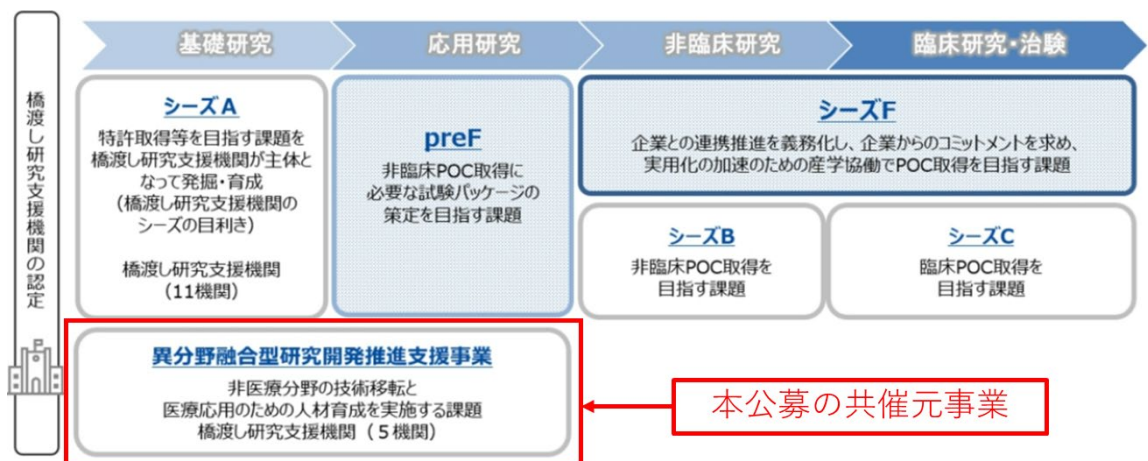 橋渡し研究支援機関の認定
基礎研究
応用研究
非臨床研究
臨床研究・治験
シーズA
特許取得等を目指す課題を
橋渡し研究支援機関が主体と
なって発掘・育成
(橋渡し研究支援機関の
シーズの目利き)
橋渡し研究支援機関
(11機関)
preF
非臨床POC取得に
必要な試験パッケージの
策定を目指す課題
シーズF
企業との連携推進を義務化し、企業からのコミットメントを求め、
実用化の加速のための産学協働でPOC取得を目指す課題
シーズB
非臨床POC取得を
目指す課題
シーズC
臨床POC取得を
目指す課題
異分野融合型研究開発推進支援事業
非医療分野の技術移転と
医療応用のための人材育成を実施する課題
橋渡し研究支援機関(5機関)
本公募の共催元事業